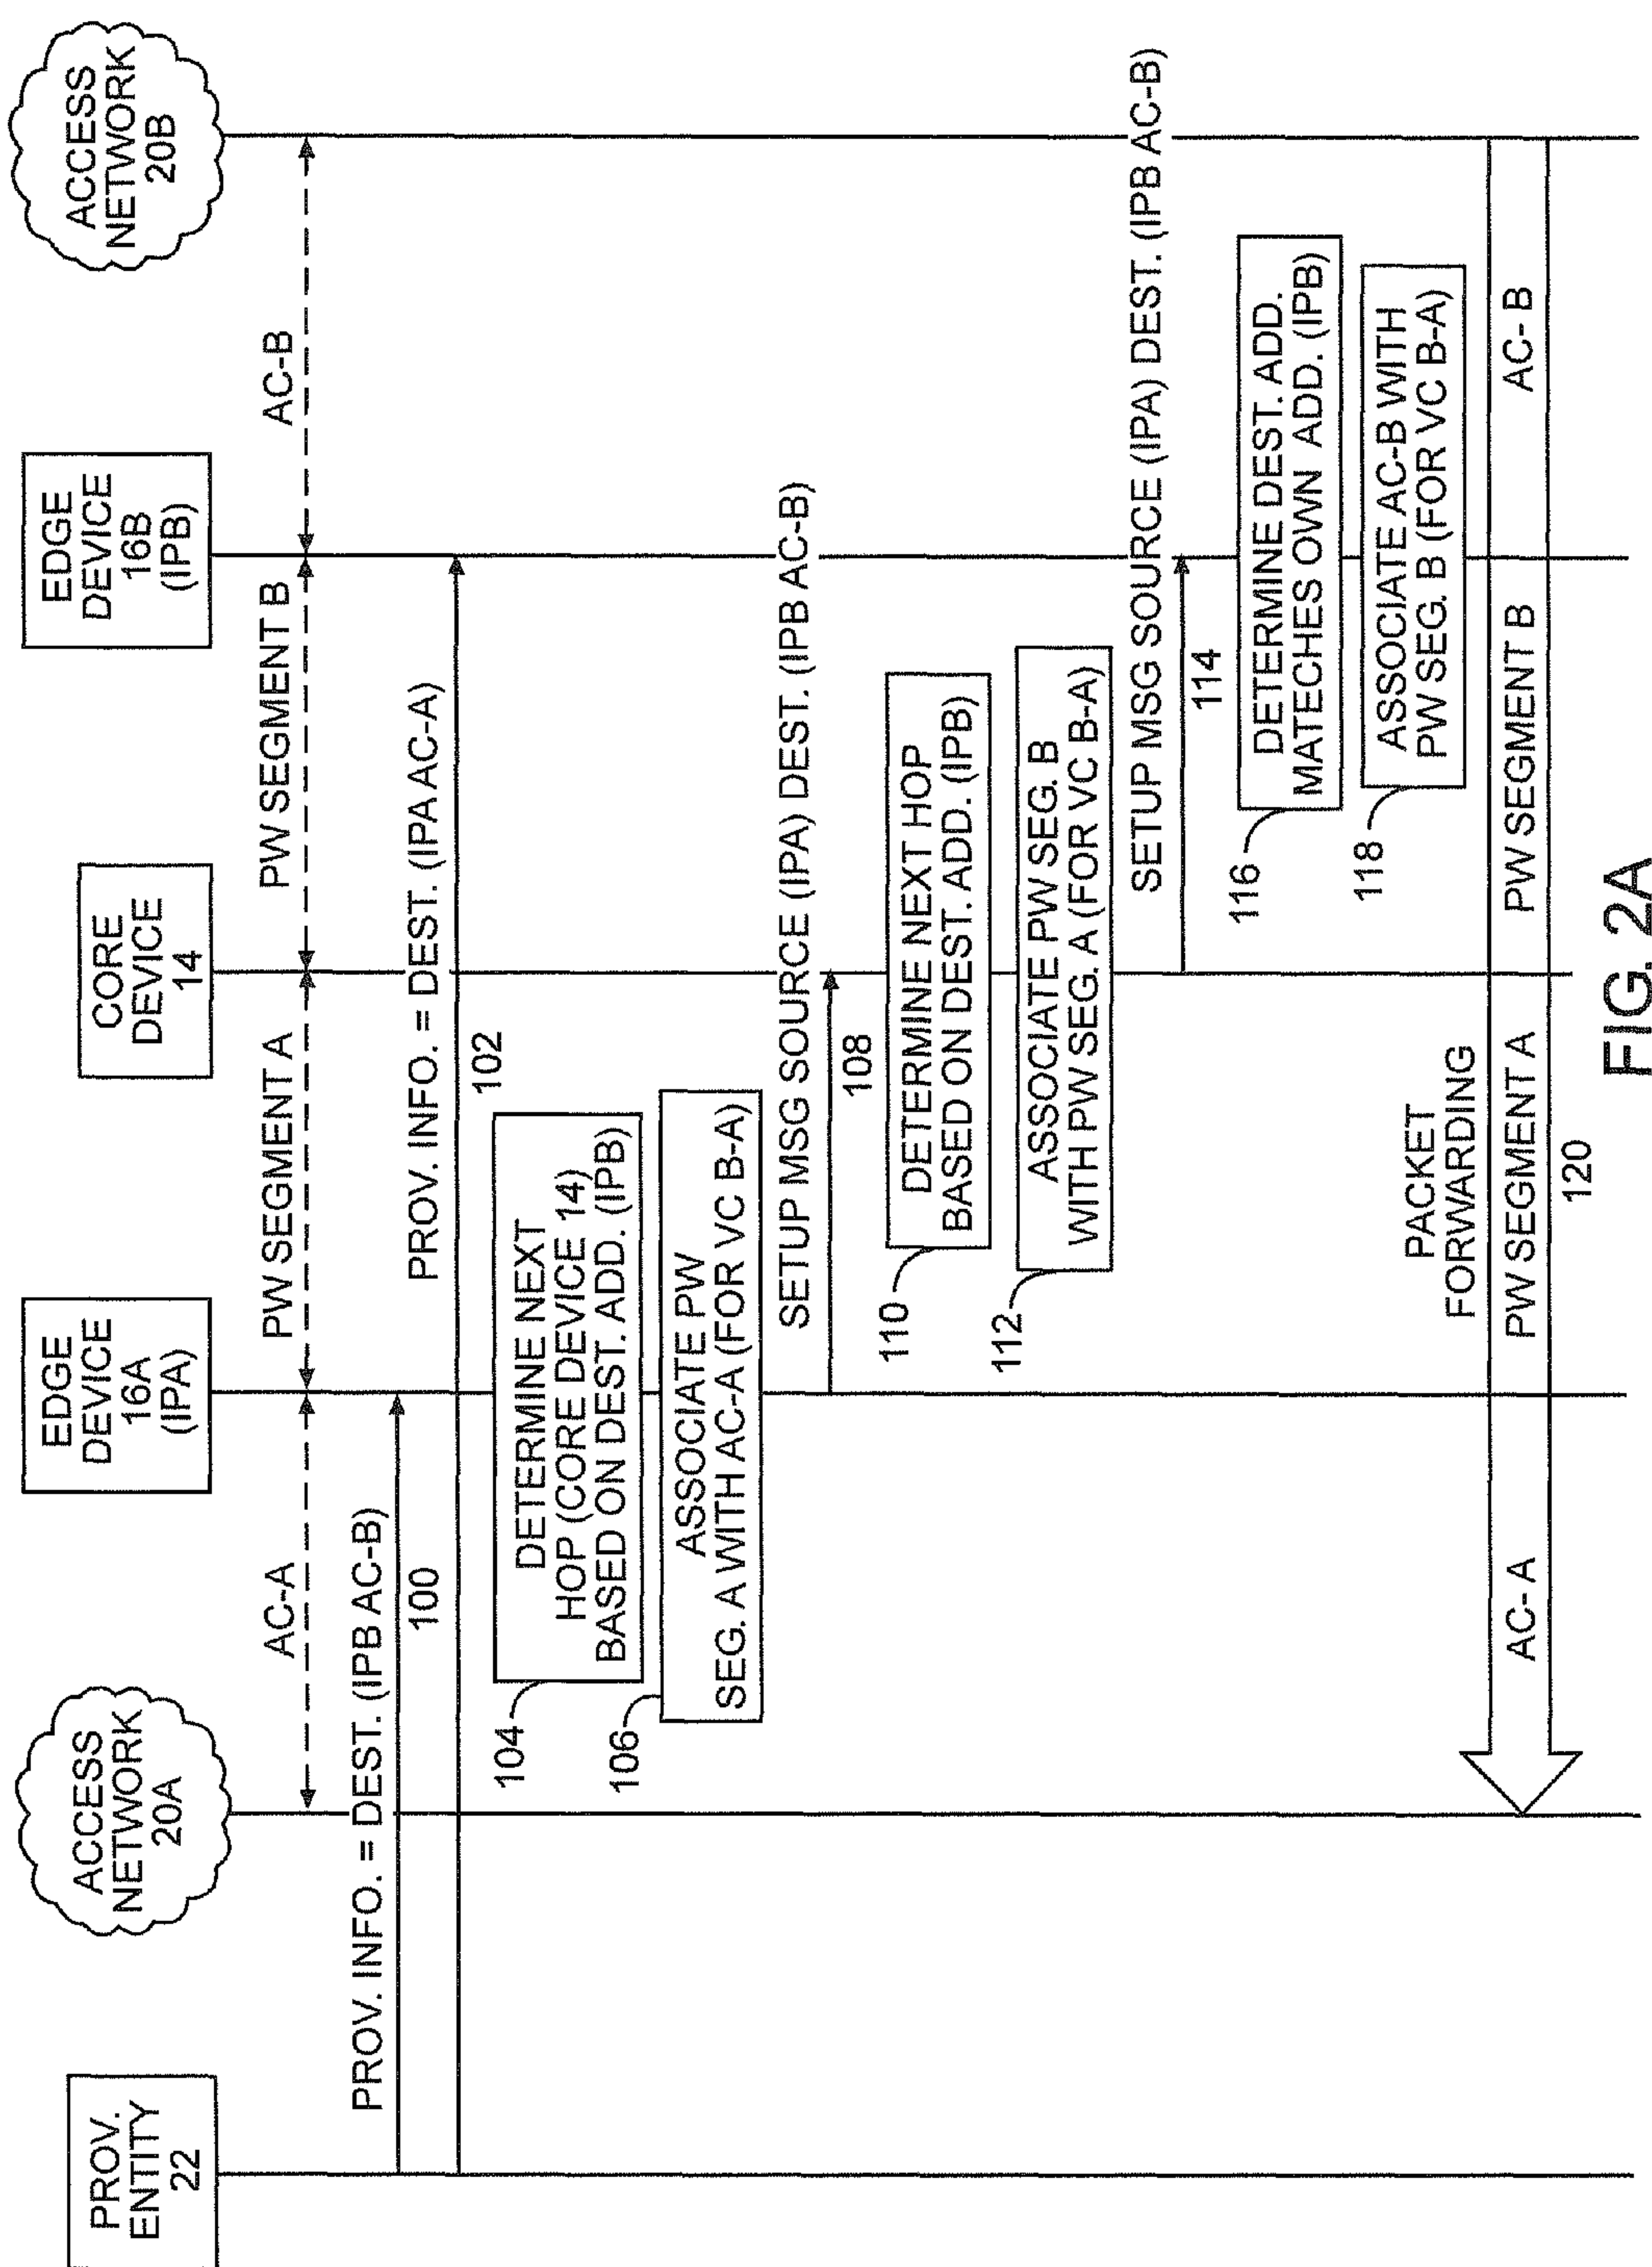 PROV.
ENTITY
22
ACCESS
NETWORK
20A
EDGE
DEVICE
16A
(IPA)
CORE
DEVICE
14
EDGE
DEVICE
16B
(IPB)
ACCESS
NETWORK
20B
AC-A
PW SEGMENT A
PW SEGMENT B
AC-B
PROV. INFO. = DEST. (IPB AC-B)
100
PROV. INFO. = DEST. (IPA AC-A)
102
104
DETERMINE NEXT
HOP (CORE DEVICE 14)
BASED ON DEST. ADD. (IPB)
106
ASSOCIATE PW
SEG. A WITH AC-A (FOR VC B-A)
SETUP MSG SOURCE (IPA) DEST. (IPB AC-B)
108
110
DETERMINE NEXT HOP
BASED ON DEST. ADD. (IPB)
112
ASSOCIATE PW SEG. B
WITH PW SEG. A (FOR VC B-A)
SETUP MSG SOURCE (IPA) DEST. (IPB AC-B)
114
116
DETERMINE DEST. ADD.
MATECHES OWN ADD. (IPB)
118
ASSOCIATE AC-B WITH
PW SEG. B (FOR VC B-A)
PACKET
FORWARDING
AC- A
PW SEGMENT A
PW SEGMENT B
AC- B
120
FIG. 2A